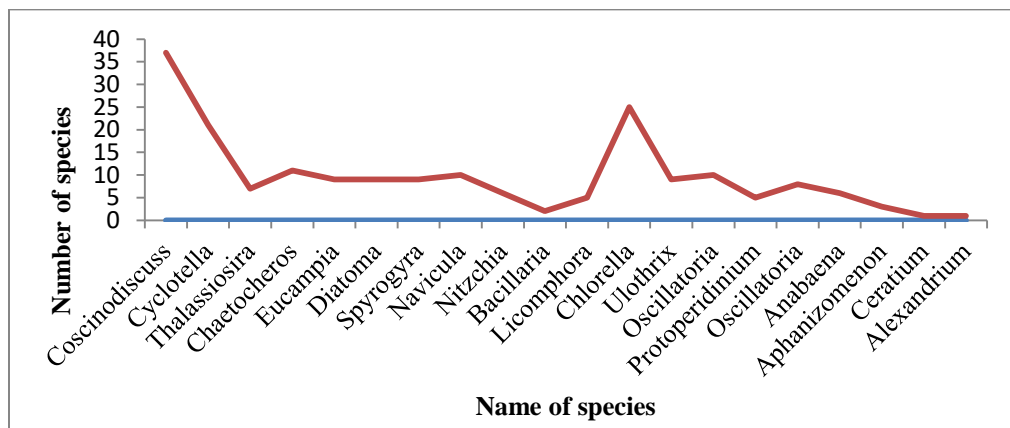 Number of species
40
35
30
25
20
15
10
5
0
Coscinodiscuss
Cyclotella
Thalassiosira
Chaetocheros
Eucampia
Diatoma
Spyrogyra
Navicula
Nitzchia
Bacillaria
Licomphora
Chlorella
Ulothrix
Oscillatoria
Protoperidinium
Oscillatoria
Anabaena
Aphanizomenon
Ceratium
Alexandrium
Name of species